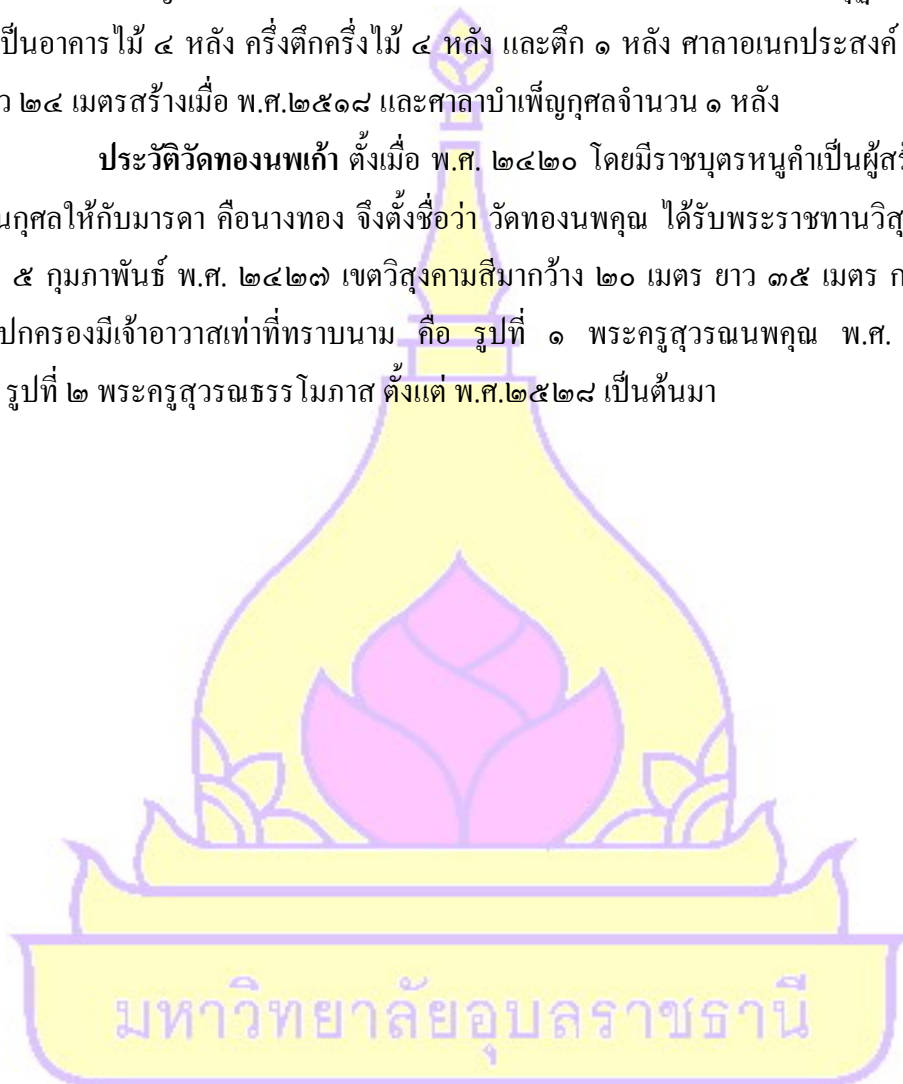 ป็นอาคารไม้ ๔ หลัง ครึ่งตึกครึ่งไม้ ๔ หลัง และตึก ๑ หลัง ศาลาอเนกประสงค์
ว ๒๔ เมตรสร้างเมื่อ พ.ศ.๒๕๑๘ และศาลาบำเพ็ญกุศลจำนวน ๑ หลัง
ประวัติวัดทองนพเก้า ตั้งเมื่อ พ.ศ. ๒๔๒๐ โดยมีราชบุตรหนูคำเป็นผู้สร้
นกุศลให้กับมารดา คือนางทอง จึงตั้งชื่อว่า วัดทองนพคุณ ได้รับพระราชทานวิสุ
๕ กุมภาพันธ์ พ.ศ. ๒๔๒๗ เขตวิสุงคามสีมากว้าง ๒๐ เมตร ยาว ๓๕ เมตร ก
ปกครองมีเจ้าอาวาสเท่าที่ทราบนาม คือ รูปที่ ๑ พระครูสุวรณนพคุณ พ.ศ.
รูปที่ ๒ พระครูสุวรณธรรโมภาส ตั้งแต่ พ.ศ.๒๕๒๘ เป็นต้นมา
มหาวิทยาลัยอุบลราชธานี